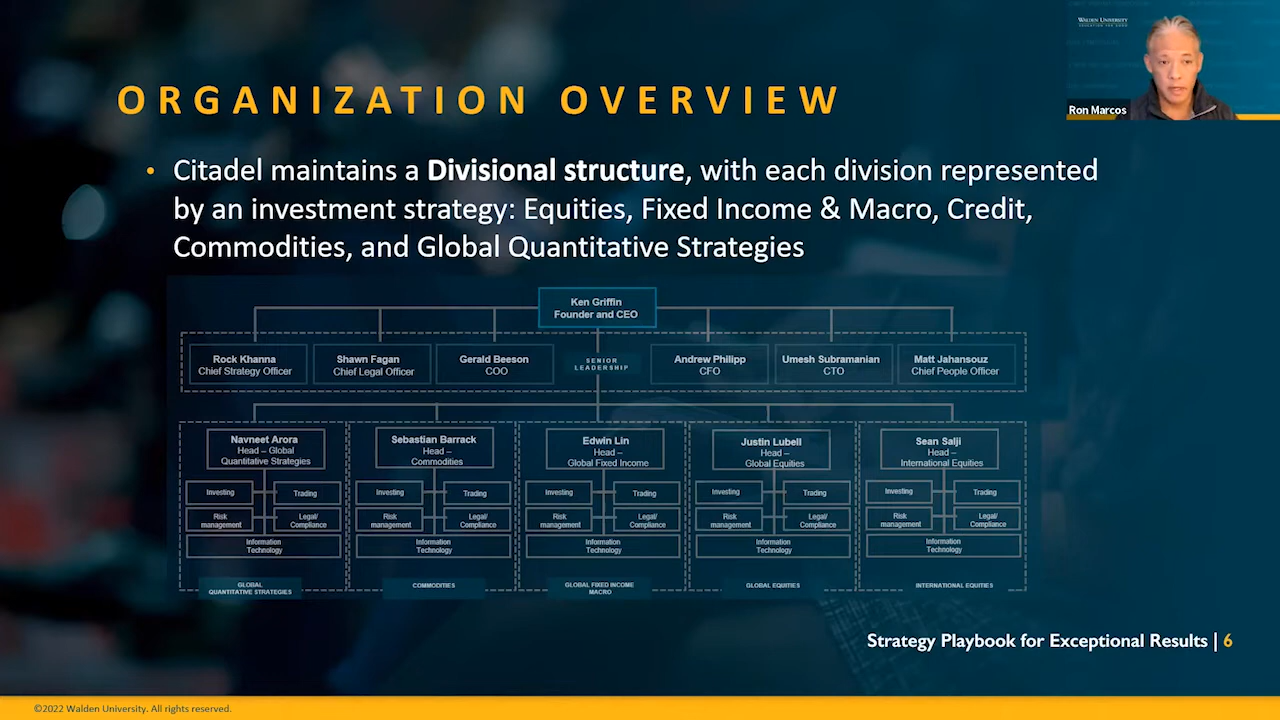 WALDEN UNIVERSITY
Ron Marcos
ORGANIZATION OVERVIEW
• Citadel maintains a Divisional structure, with each division represented
by an investment strategy: Equities, Fixed Income & Macro, Credit,
Commodities, and Global Quantitative Strategies
Ken Griffin
Founder and CEO
Rock Khanna
Chief Strategy Officer
Shawn Fagan
Chief Legal Officer
Gerald Beeson
COO
SENIOR
LEADERSHIP
Andrew Philipp
CFO
Umesh Subramanian
CTO
Matt Jahansouz
Chief People Officer
Navneet Arora
Head – Global
Quantitative Strategies
Investing
Trading
Risk
management
Legal/
Compliance
Information
Technology
GLOBAL
QUANTITATIVE STRATEGIES
Sebastian Barrack
Head –
Commodities
Investing
Trading
Risk
management
Legal/
Compliance
Information
Technology
COMMODITIES
Edwin Lin
Head –
Global Fixed Income
Investing
Trading
Risk
management
Legal/
Compliance
Information
Technology
GLOBAL FIXED INCOME
MACRO
Justin Lubell
Head –
Global Equities
Investing
Trading
Risk
management
Legal/
Compliance
Information
Technology
GLOBAL EQUITIES
Sean Salji
Head –
International Equities
Investing
Trading
Risk
management
Legal/
Compliance
Information
Technology
INTERNATIONAL EQUITIES
Strategy Playbook for Exceptional Results | 6
©2022 Walden University. All rights reserved.